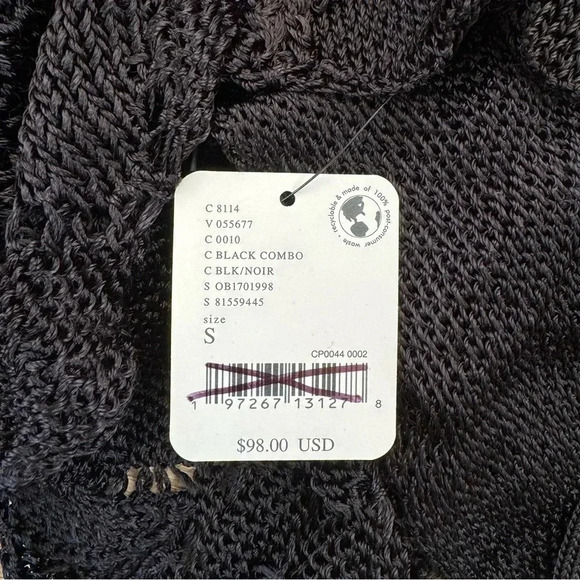 C 8114
V 055677
C 0010
C BLACK COMBO
C BLK/NOIR
S OB1701998
S 81559445
size
S
recyclable & made of 100% post-consumer waste •
CP0044 0002
1 97267 13127 8
$98.00 USD